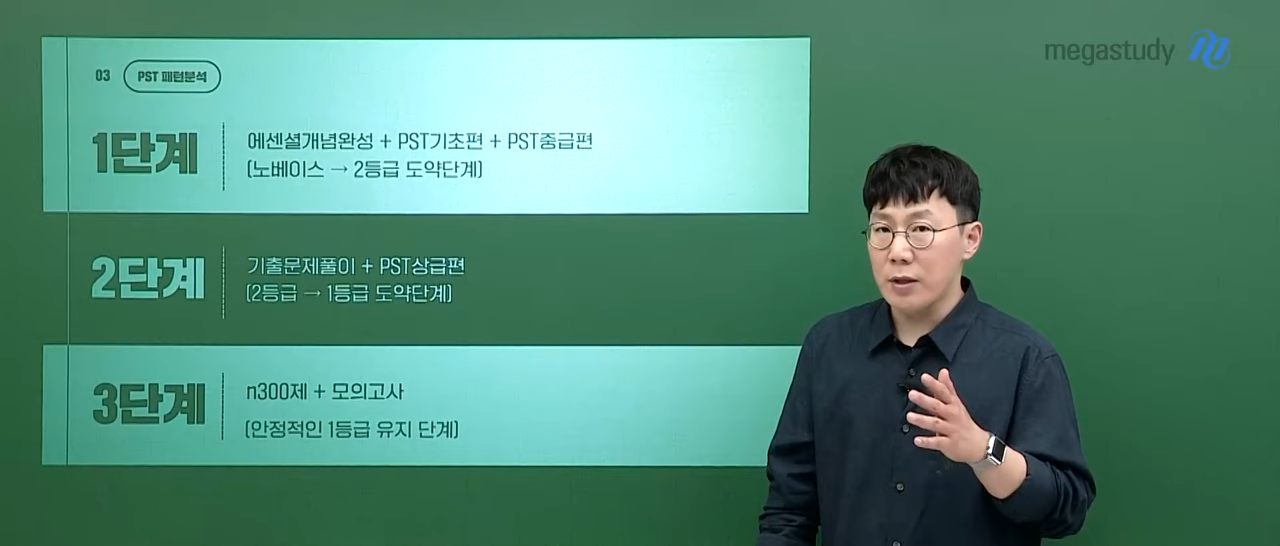 megastudy
03 PST 패턴분석
1단계
에센셜개념완성 + PST기초편 + PST중급편
(노베이스 → 2등급 도약단계)
2단계
기출문제풀이 + PST상급편
(2등급 → 1등급 도약단계)
3단계
n300제 + 모의고사
(안정적인 1등급 유지 단계)